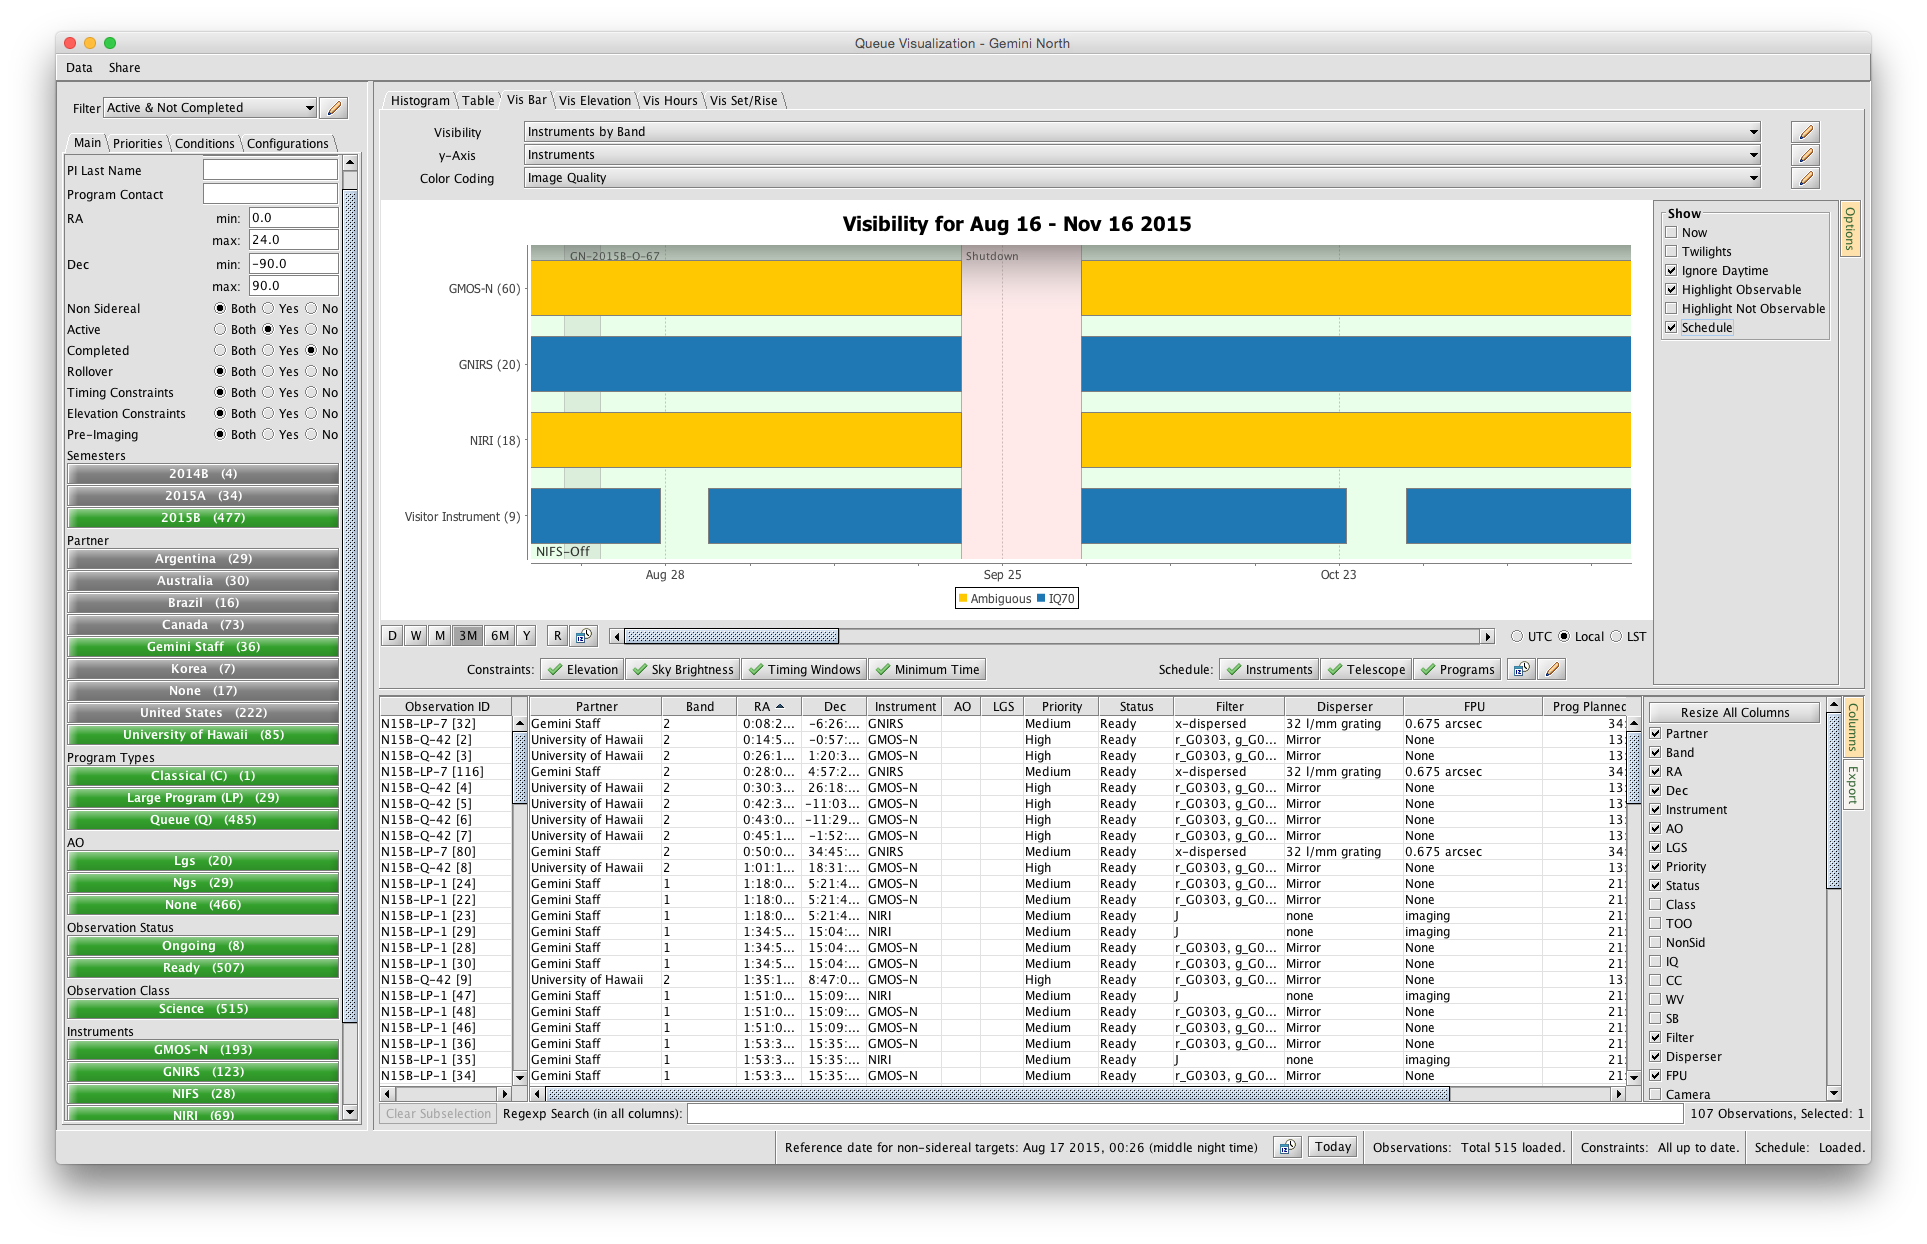 Queue Visualization - Gemini North
Data Share
Filter Active & Not Completed
Main Priorities Conditions Configurations
PI Last Name
Program Contact
RA min: 0.0
max: 24.0
Dec min: -90.0
max: 90.0
Non Sidereal Both Yes No
Active Both Yes No
Completed Both Yes No
Rollover Both Yes No
Timing Constraints Both Yes No
Elevation Constraints Both Yes No
Pre-Imaging Both Yes No
Semesters
2014B (4)
2015A (34)
2015B (477)
Partner
Argentina (29)
Australia (30)
Brazil (16)
Canada (73)
Gemini Staff (36)
Korea (7)
None (17)
United States (222)
University of Hawaii (85)
Program Types
Classical (C) (1)
Large Program (LP) (29)
Queue (Q) (485)
AO
Lgs (20)
Ngs (29)
None (466)
Observation Status
Ongoing (8)
Ready (507)
Observation Class
Science (515)
Instruments
GMOS-N (193)
GNIRS (123)
NIFS (28)
NIRI (69)
Histogram Table Vis Bar Vis Elevation Vis Hours Vis Set/Rise
Visibility Instruments by Band
y-Axis Instruments
Color Coding Image Quality
Visibility for Aug 16 - Nov 16 2015
GN-2015B-Q-67 Shutdown
GMOS-N (60)
GNIRS (20)
NIRI (18)
Visitor Instrument (9)
NIFS-Off
Aug 28 Sep 25 Oct 23
Ambiguous IQ70
Show
Now
Twilights
Ignore Daytime
Highlight Observable
Highlight Not Observable
Schedule
Options
D W M 3M 6M Y R UTC Local LST
Constraints: Elevation Sky Brightness Timing Windows Minimum Time Schedule: Instruments Telescope Programs
Observation ID Partner Band RA Dec Instrument AO LGS Priority Status Filter Disperser FPU Prog Planned
N15B-LP-7 [32] Gemini Staff 2 0:08:2... -6:26:... GNIRS Medium Ready x-dispersed 32 l/mm grating 0.675 arcsec 34:
N15B-Q-42 [2] University of Hawaii 2 0:14:5... -0:57:... GMOS-N High Ready r_G0303, g_G0... Mirror None 13:
N15B-Q-42 [3] University of Hawaii 2 0:26:1... 1:20:3... GMOS-N High Ready r_G0303, g_G0... Mirror None 13:
N15B-LP-7 [116] Gemini Staff 2 0:28:0... 4:57:2... GNIRS Medium Ready x-dispersed 32 l/mm grating 0.675 arcsec 34:
N15B-Q-42 [4] University of Hawaii 2 0:30:3... 26:18:... GMOS-N High Ready r_G0303, g_G0... Mirror None 13:
N15B-Q-42 [5] University of Hawaii 2 0:42:3... -11:03... GMOS-N High Ready r_G0303, g_G0... Mirror None 13:
N15B-Q-42 [6] University of Hawaii 2 0:43:0... -11:29... GMOS-N High Ready r_G0303, g_G0... Mirror None 13:
N15B-Q-42 [7] University of Hawaii 2 0:45:1... -1:52:... GMOS-N High Ready r_G0303, g_G0... Mirror None 13:
N15B-LP-7 [80] Gemini Staff 2 0:50:0... 34:45:... GNIRS Medium Ready x-dispersed 32 l/mm grating 0.675 arcsec 34:
N15B-Q-42 [8] University of Hawaii 2 1:01:1... 18:31:... GMOS-N High Ready r_G0303, g_G0... Mirror None 13:
N15B-LP-1 [24] Gemini Staff 1 1:18:0... 5:21:4... GMOS-N Medium Ready r_G0303, g_G0... Mirror None 21:
N15B-LP-1 [22] Gemini Staff 1 1:18:0... 5:21:4... GMOS-N Medium Ready r_G0303, g_G0... Mirror None 21:
N15B-LP-1 [23] Gemini Staff 1 1:18:0... 5:21:4... NIRI Medium Ready J none imaging 21:
N15B-LP-1 [29] Gemini Staff 1 1:34:5... 15:04:... NIRI Medium Ready J none imaging 21:
N15B-LP-1 [28] Gemini Staff 1 1:34:5... 15:04:... GMOS-N Medium Ready r_G0303, g_G0... Mirror None 21:
N15B-LP-1 [30] Gemini Staff 1 1:34:5... 15:04:... GMOS-N Medium Ready r_G0303, g_G0... Mirror None 21:
N15B-Q-42 [9] University of Hawaii 2 1:35:1... 8:47:0... GMOS-N High Ready r_G0303, g_G0... Mirror None 13:
N15B-LP-1 [47] Gemini Staff 1 1:51:0... 15:09:... NIRI Medium Ready J none imaging 21:
N15B-LP-1 [48] Gemini Staff 1 1:51:0... 15:09:... GMOS-N Medium Ready r_G0303, g_G0... Mirror None 21:
N15B-LP-1 [46] Gemini Staff 1 1:51:0... 15:09:... GMOS-N Medium Ready r_G0303, g_G0... Mirror None 21:
N15B-LP-1 [36] Gemini Staff 1 1:53:3... 15:35:... GMOS-N Medium Ready r_G0303, g_G0... Mirror None 21:
N15B-LP-1 [35] Gemini Staff 1 1:53:3... 15:35:... NIRI Medium Ready J none imaging 21:
N15B-LP-1 [34] Gemini Staff 1 1:53:3... 15:35:... GMOS-N Medium Ready r_G0303, g_G0... Mirror None 21:
Resize All Columns
Partner
Band
RA
Dec
Instrument
AO
LGS
Priority
Status
Class
TOO
NonSid
IQ
CC
WV
SB
Filter
Disperser
FPU
Camera
Columns
Export
Clear Subselection Regexp Search (in all columns): 107 Observations, Selected: 1
Reference date for non-sidereal targets: Aug 17 2015, 00:26 (middle night time) Today Observations: Total 515 loaded. Constraints: All up to date. Schedule: Loaded.